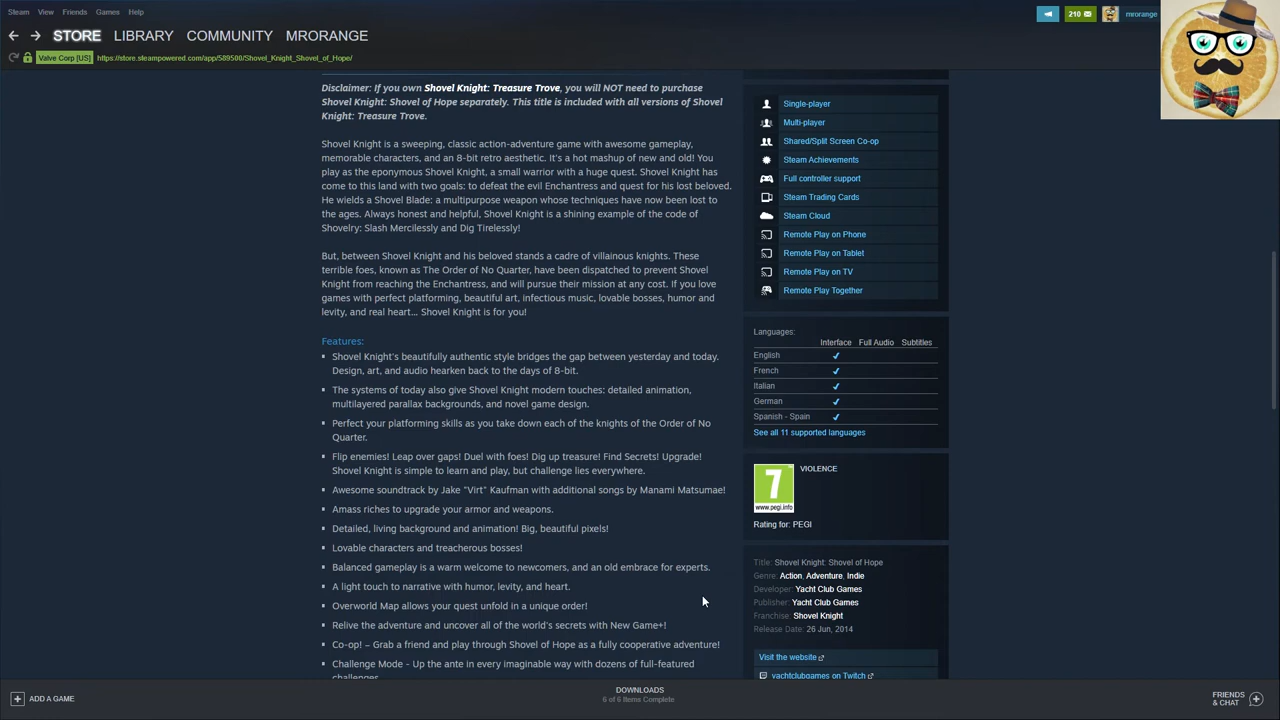 Steam View Friends Games Help
210 mrorange
STORE LIBRARY COMMUNITY MRORANGE
Valve Corp [US] https://store.steampowered.com/app/589500/Shovel_Knight_Shovel_of_Hope/
Disclaimer: If you own Shovel Knight: Treasure Trove, you will NOT need to purchase
Shovel Knight: Shovel of Hope separately. This title is included with all versions of Shovel
Knight: Treasure Trove.
Shovel Knight is a sweeping, classic action-adventure game with awesome gameplay,
memorable characters, and an 8-bit retro aesthetic. It's a hot mashup of new and old! You
play as the eponymous Shovel Knight, a small warrior with a huge quest. Shovel Knight has
come to this land with two goals: to defeat the evil Enchantress and quest for his lost beloved.
He wields a Shovel Blade: a multipurpose weapon whose techniques have now been lost to
the ages. Always honest and helpful, Shovel Knight is a shining example of the code of
Shovelry: Slash Mercilessly and Dig Tirelessly!
But, between Shovel Knight and his beloved stands a cadre of villainous knights. These
terrible foes, known as The Order of No Quarter, have been dispatched to prevent Shovel
Knight from reaching the Enchantress, and will pursue their mission at any cost. If you love
games with perfect platforming, beautiful art, infectious music, lovable bosses, humor and
levity, and real heart... Shovel Knight is for you!
Features:
Shovel Knight's beautifully authentic style bridges the gap between yesterday and today.
Design, art, and audio hearken back to the days of 8-bit.
The systems of today also give Shovel Knight modern touches: detailed animation,
multilayered parallax backgrounds, and novel game design.
Perfect your platforming skills as you take down each of the knights of the Order of No
Quarter.
Flip enemies! Leap over gaps! Duel with foes! Dig up treasure! Find Secrets! Upgrade!
Shovel Knight is simple to learn and play, but challenge lies everywhere.
Awesome soundtrack by Jake "Virt" Kaufman with additional songs by Manami Matsumae!
Amass riches to upgrade your armor and weapons.
Detailed, living background and animation! Big, beautiful pixels!
Lovable characters and treacherous bosses!
Balanced gameplay is a warm welcome to newcomers, and an old embrace for experts.
A light touch to narrative with humor, levity, and heart.
Overworld Map allows your quest unfold in a unique order!
Relive the adventure and uncover all of the world's secrets with New Game+!
Co-op! – Grab a friend and play through Shovel of Hope as a fully cooperative adventure!
Challenge Mode - Up the ante in every imaginable way with dozens of full-featured
challenges
Single-player
Multi-player
Shared/Split Screen Co-op
Steam Achievements
Full controller support
Steam Trading Cards
Steam Cloud
Remote Play on Phone
Remote Play on Tablet
Remote Play on TV
Remote Play Together
Languages:
Interface Full Audio Subtitles
English ✔
French ✔
Italian ✔
German ✔
Spanish - Spain ✔
See all 11 supported languages
7
www.pegi.info
VIOLENCE
Rating for: PEGI
Title: Shovel Knight: Shovel of Hope
Genre: Action, Adventure, Indie
Developer: Yacht Club Games
Publisher: Yacht Club Games
Franchise: Shovel Knight
Release Date: 26 Jun, 2014
Visit the website
yachtclubgames on Twitch
ADD A GAME
DOWNLOADS
6 of 6 Items Complete
FRIENDS
& CHAT